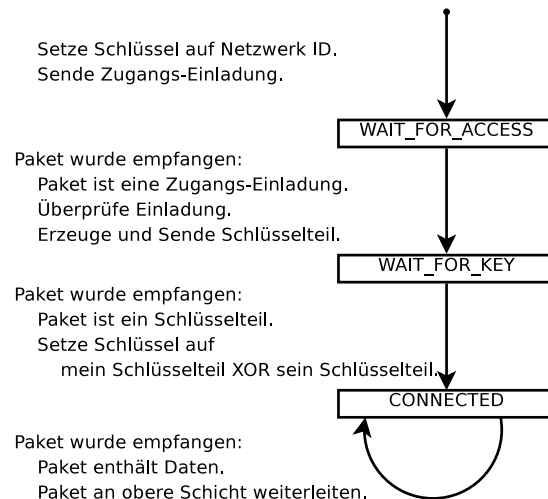 Setze Schlüssel auf Netzwerk ID.
Sende Zugangs-Einladung.
WAIT_FOR_ACCESS
Paket wurde empfangen:
Paket ist eine Zugangs-Einladung.
Überprüfe Einladung.
Erzeuge und Sende Schlüsselteil.
WAIT_FOR_KEY
Paket wurde empfangen:
Paket ist ein Schlüsselteil.
Setze Schlüssel auf
mein Schlüsselteil XOR sein Schlüsselteil.
CONNECTED
Paket wurde empfangen:
Paket enthält Daten.
Paket an obere Schicht weiterleiten.